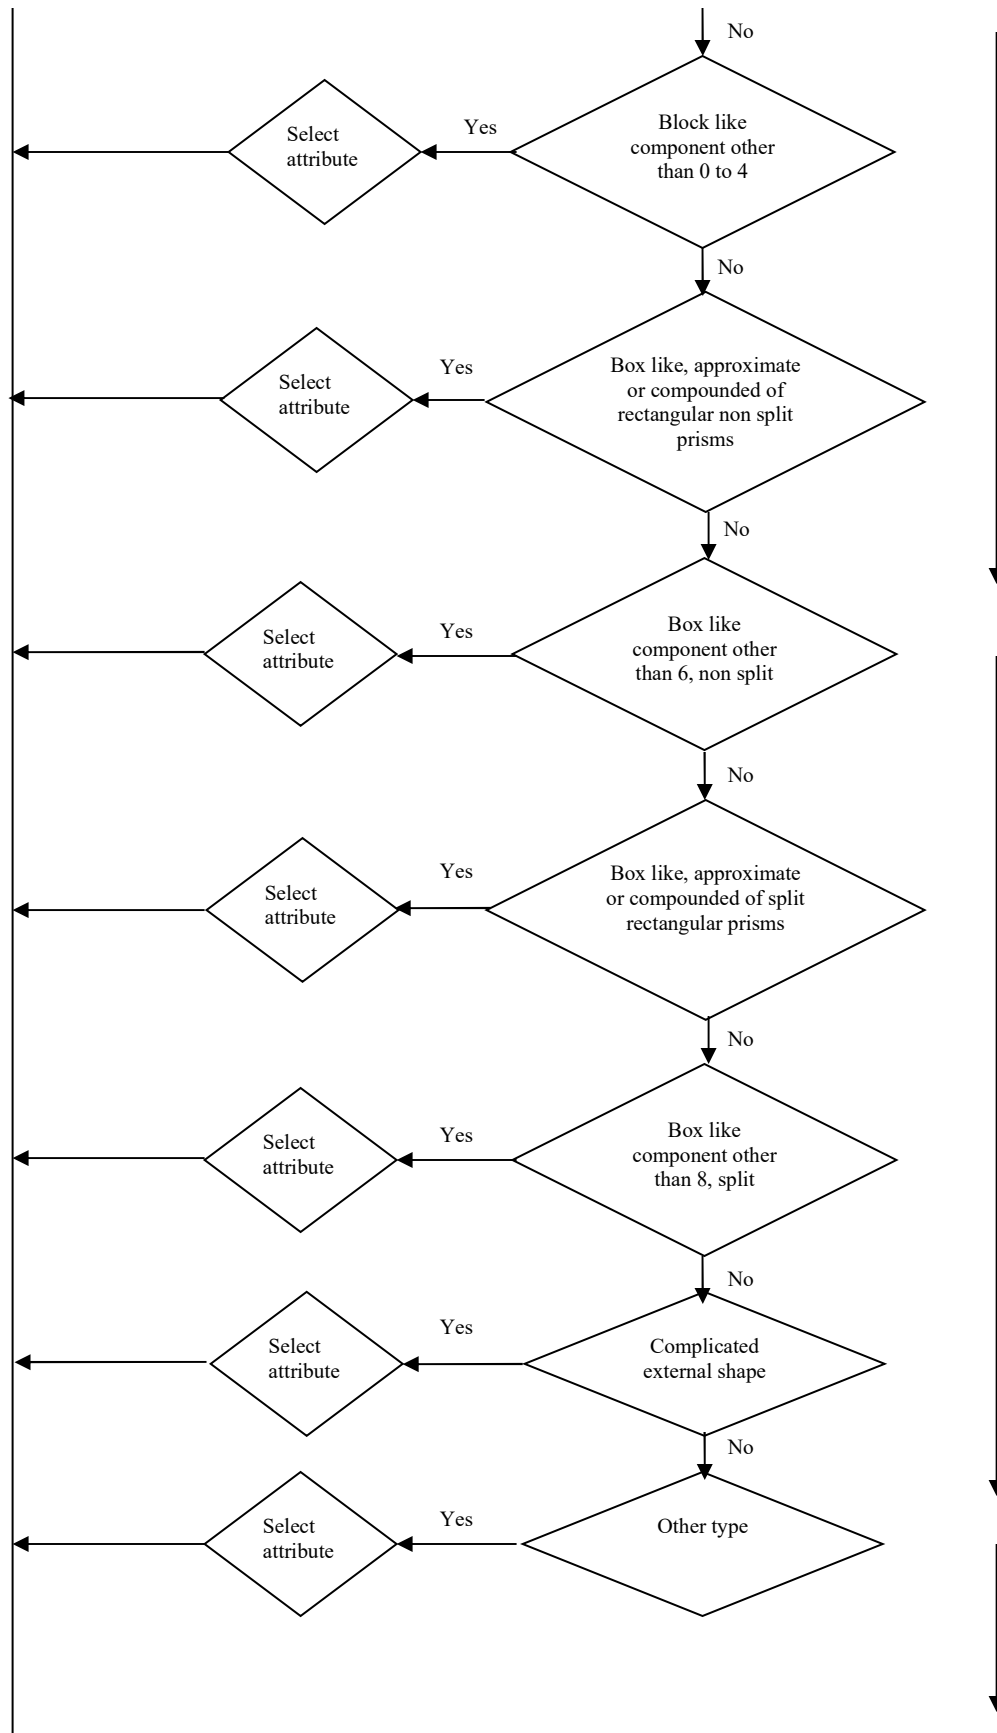 No
Block like
component other
than 0 to 4
Yes
Select
attribute
No
Box like, approximate
or compounded of
rectangular non split
prisms
Yes
Select
attribute
No
Box like
component other
than 6, non split
Yes
Select
attribute
No
Box like, approximate
or compounded of split
rectangular prisms
Yes
Select
attribute
No
Box like
component other
than 8, split
Yes
Select
attribute
No
Complicated
external shape
Yes
Select
attribute
No
Other type
Yes
Select
attribute